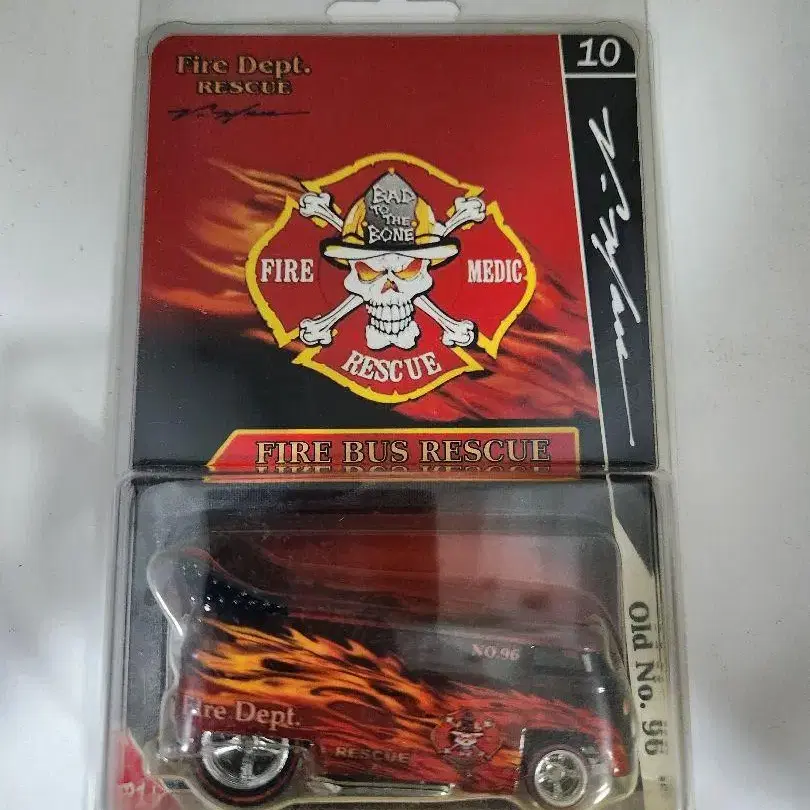 Fire Dept.
RESCUE
10
BAD
TO THE
BONE
FIRE
MEDIC
RESCUE
FIRE BUS RESCUE
Old No. 96
NO.96
Fire Dept.
RESCUE